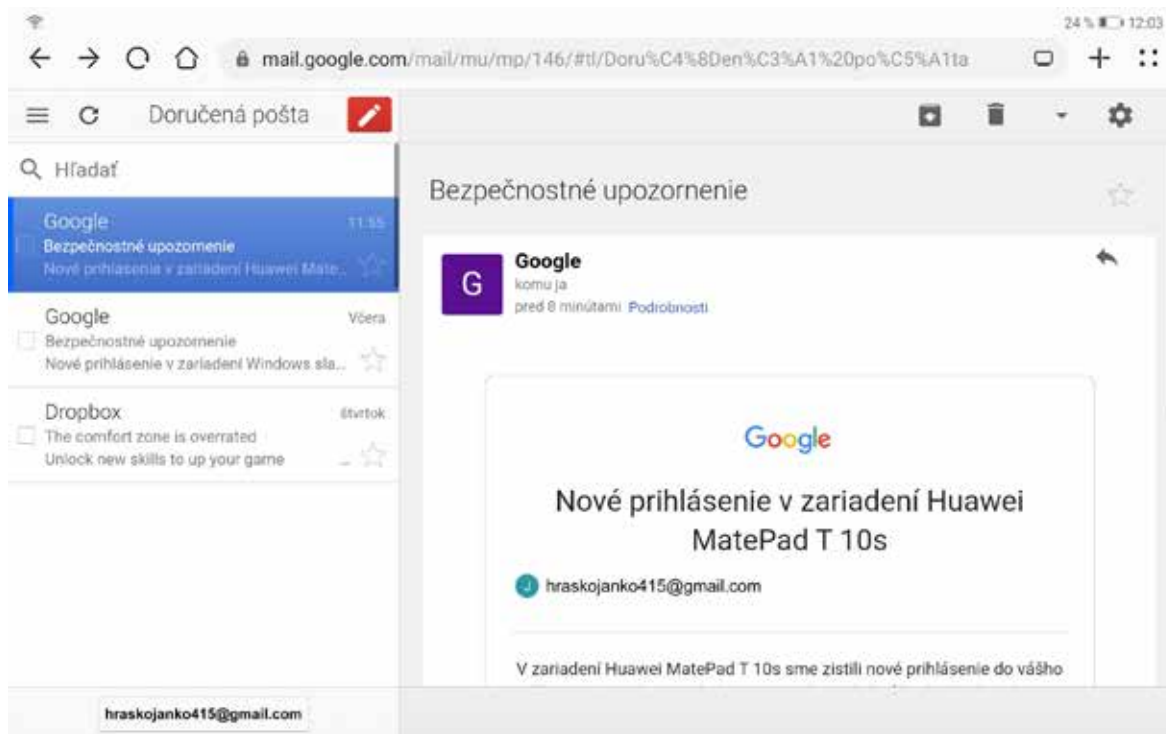 24 % 12:03
mail.google.com/mail/mu/mp/146/#tl/Doru%C4%8Den%C3%A1%20po%C5%A1ta
Doručená pošta
Hľadať
Google 11:55
Bezpečnostné upozornenie
Nové prihlásenie v zariadení Huawei Mate...
Google Včera
Bezpečnostné upozornenie
Nové prihlásenie v zariadení Windows sla...
Dropbox štvrtok
The comfort zone is overrated
Unlock new skills to up your game ...
hraskojanko415@gmail.com
Bezpečnostné upozornenie
G
Google
komu ja
pred 8 minútami Podrobnosti
Google
Nové prihlásenie v zariadení Huawei
MatePad T 10s
J hraskojanko415@gmail.com
V zariadení Huawei MatePad T 10s sme zistili nové prihlásenie do vášho